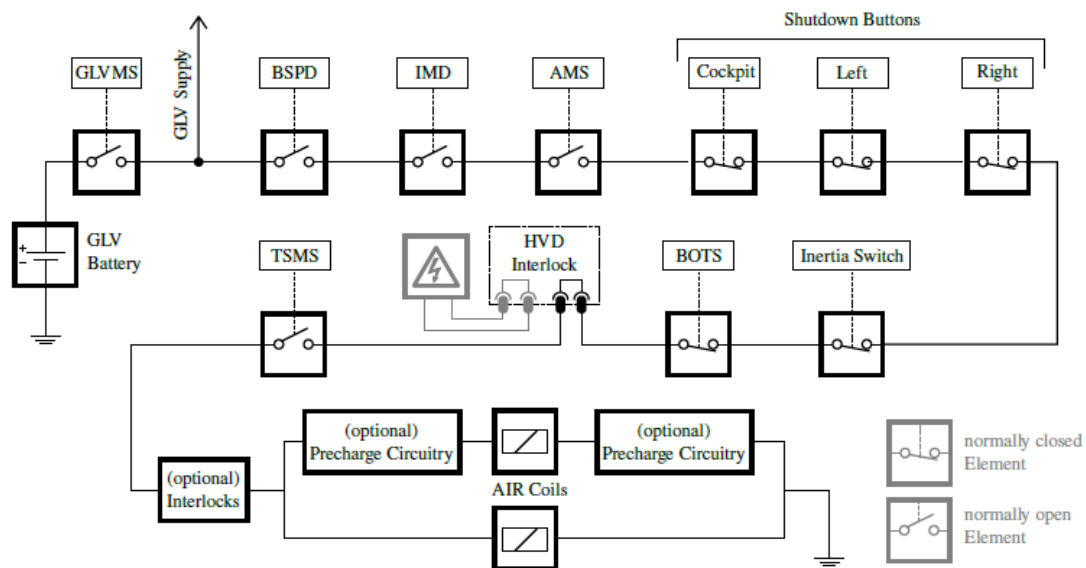 Shutdown Buttons
GLVMS
GLV Supply
BSPD
IMD
AMS
Cockpit
Left
Right
+
-
GLV
Battery
TSMS
HVD
Interlock
BOTS
Inertia Switch
(optional)
Interlocks
(optional)
Precharge Circuitry
AIR Coils
(optional)
Precharge Circuitry
normally closed
Element
normally open
Element